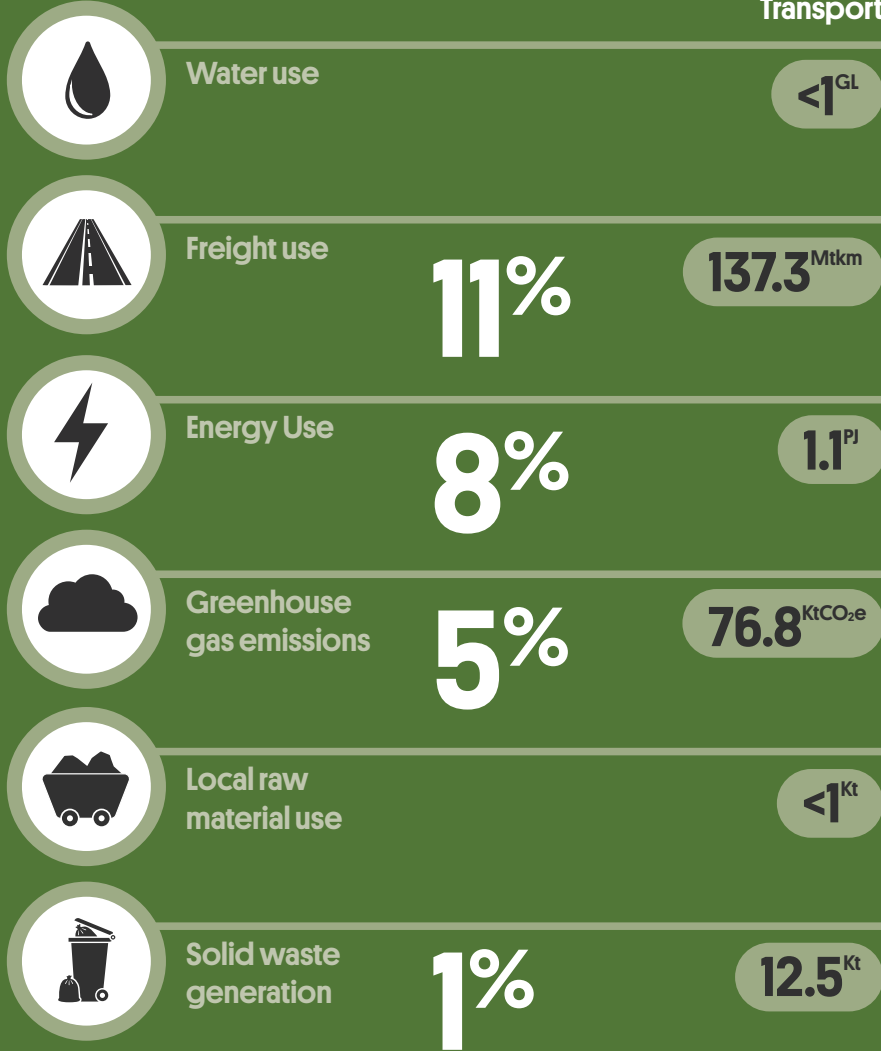 Transport
Water use
<1GL
Freight use
11%
137.3Mtkm
Energy Use
8%
1.1PJ
Greenhouse
gas emissions
5%
76.8KtCO₂e
Local raw
material use
<1Kt
Solid waste
generation
1%
12.5Kt